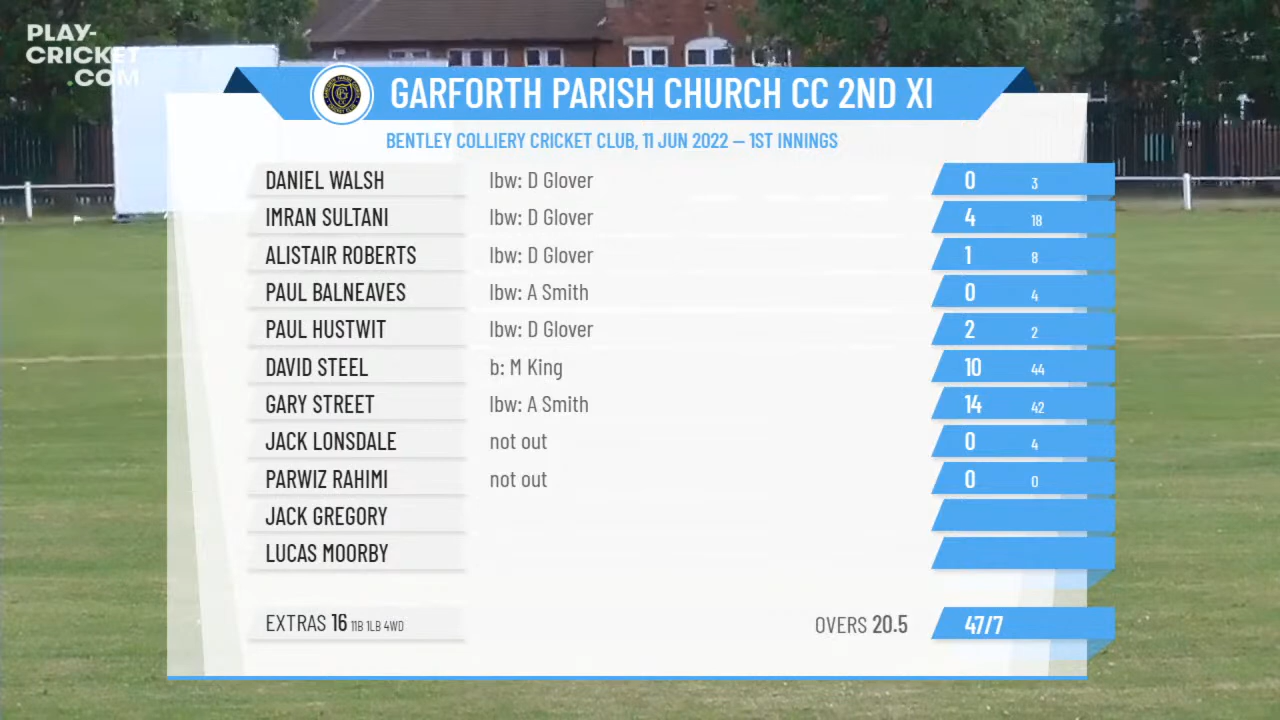 PLAY-
CRICKET
.COM
GARFORTH PARISH CHURCH CC 2ND XI
BENTLEY COLLIERY CRICKET CLUB, 11 JUN 2022 – 1ST INNINGS
DANIEL WALSH lbw: D Glover 0 3
IMRAN SULTANI lbw: D Glover 4 18
ALISTAIR ROBERTS lbw: D Glover 1 8
PAUL BALNEAVES lbw: A Smith 0 4
PAUL HUSTWIT lbw: D Glover 2 2
DAVID STEEL b: M King 10 44
GARY STREET lbw: A Smith 14 42
JACK LONSDALE not out 0 4
PARWIZ RAHIMI not out 0 0
JACK GREGORY
LUCAS MOORBY
EXTRAS 16 11B 1LB 4WD OVERS 20.5 47/7